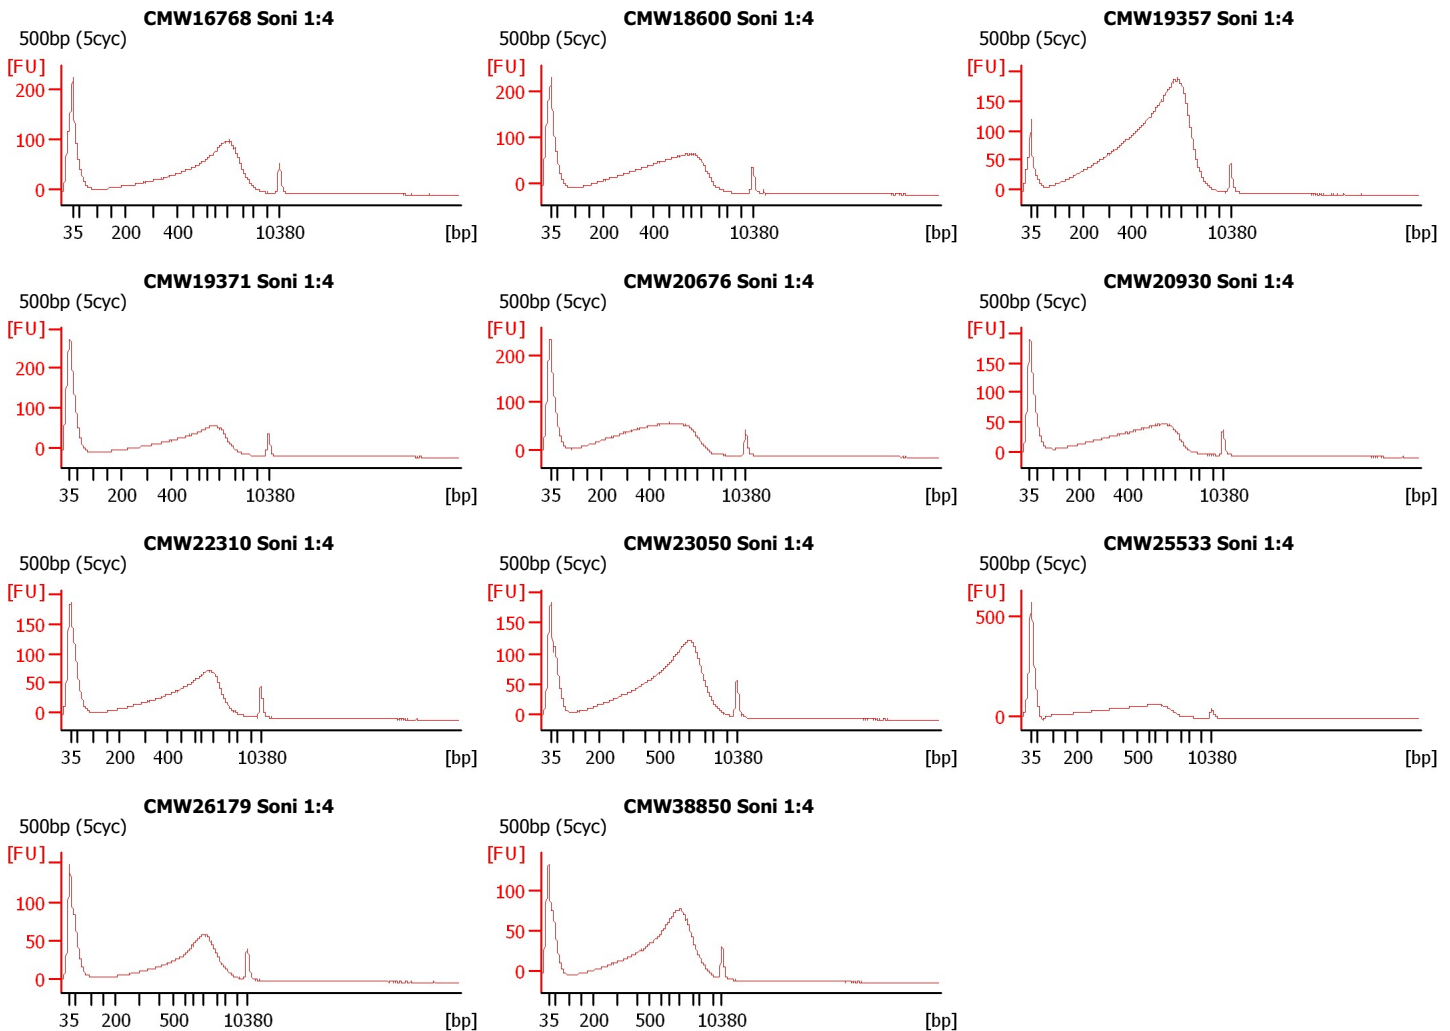 CMW16768 Soni 1:4
500bp (5cyc)
[FU]
200
100
0
35 200 400 10380 [bp]
CMW18600 Soni 1:4
500bp (5cyc)
[FU]
200
100
0
35 200 400 10380 [bp]
CMW19357 Soni 1:4
500bp (5cyc)
[FU]
150
100
50
0
35 200 400 10380 [bp]
CMW19371 Soni 1:4
500bp (5cyc)
[FU]
200
100
0
35 200 400 10380 [bp]
CMW20676 Soni 1:4
500bp (5cyc)
[FU]
200
100
0
35 200 400 10380 [bp]
CMW20930 Soni 1:4
500bp (5cyc)
[FU]
150
100
50
0
35 200 400 10380 [bp]
CMW22310 Soni 1:4
500bp (5cyc)
[FU]
150
100
50
0
35 200 400 10380 [bp]
CMW23050 Soni 1:4
500bp (5cyc)
[FU]
150
100
50
0
35 200 500 10380 [bp]
CMW25533 Soni 1:4
500bp (5cyc)
[FU]
500
0
35 200 500 10380 [bp]
CMW26179 Soni 1:4
500bp (5cyc)
[FU]
100
50
0
35 200 500 10380 [bp]
CMW38850 Soni 1:4
500bp (5cyc)
[FU]
100
50
0
35 200 500 10380 [bp]